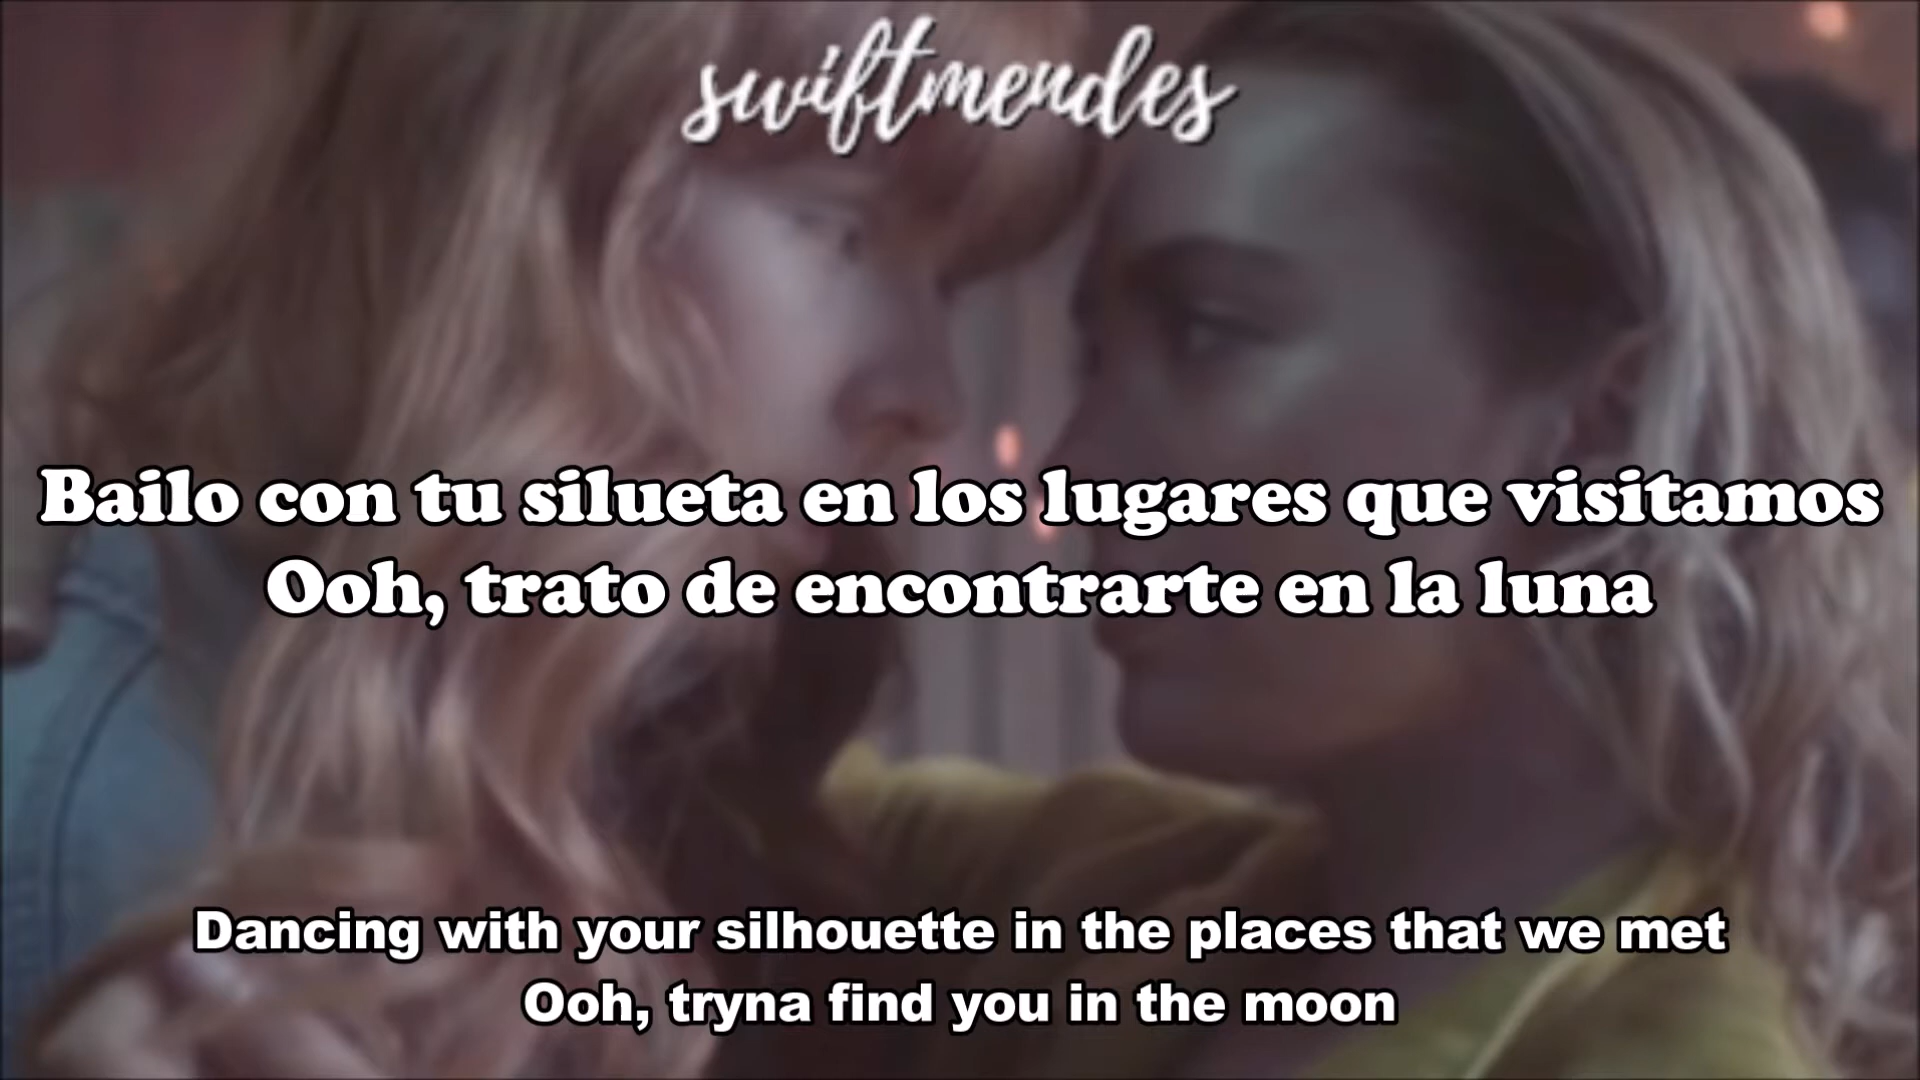 swiftmendes
Bailo con tu silueta en los lugares que visitamos
Ooh, trato de encontrarte en la luna
Dancing with your silhouette in the places that we met
Ooh, tryna find you in the moon